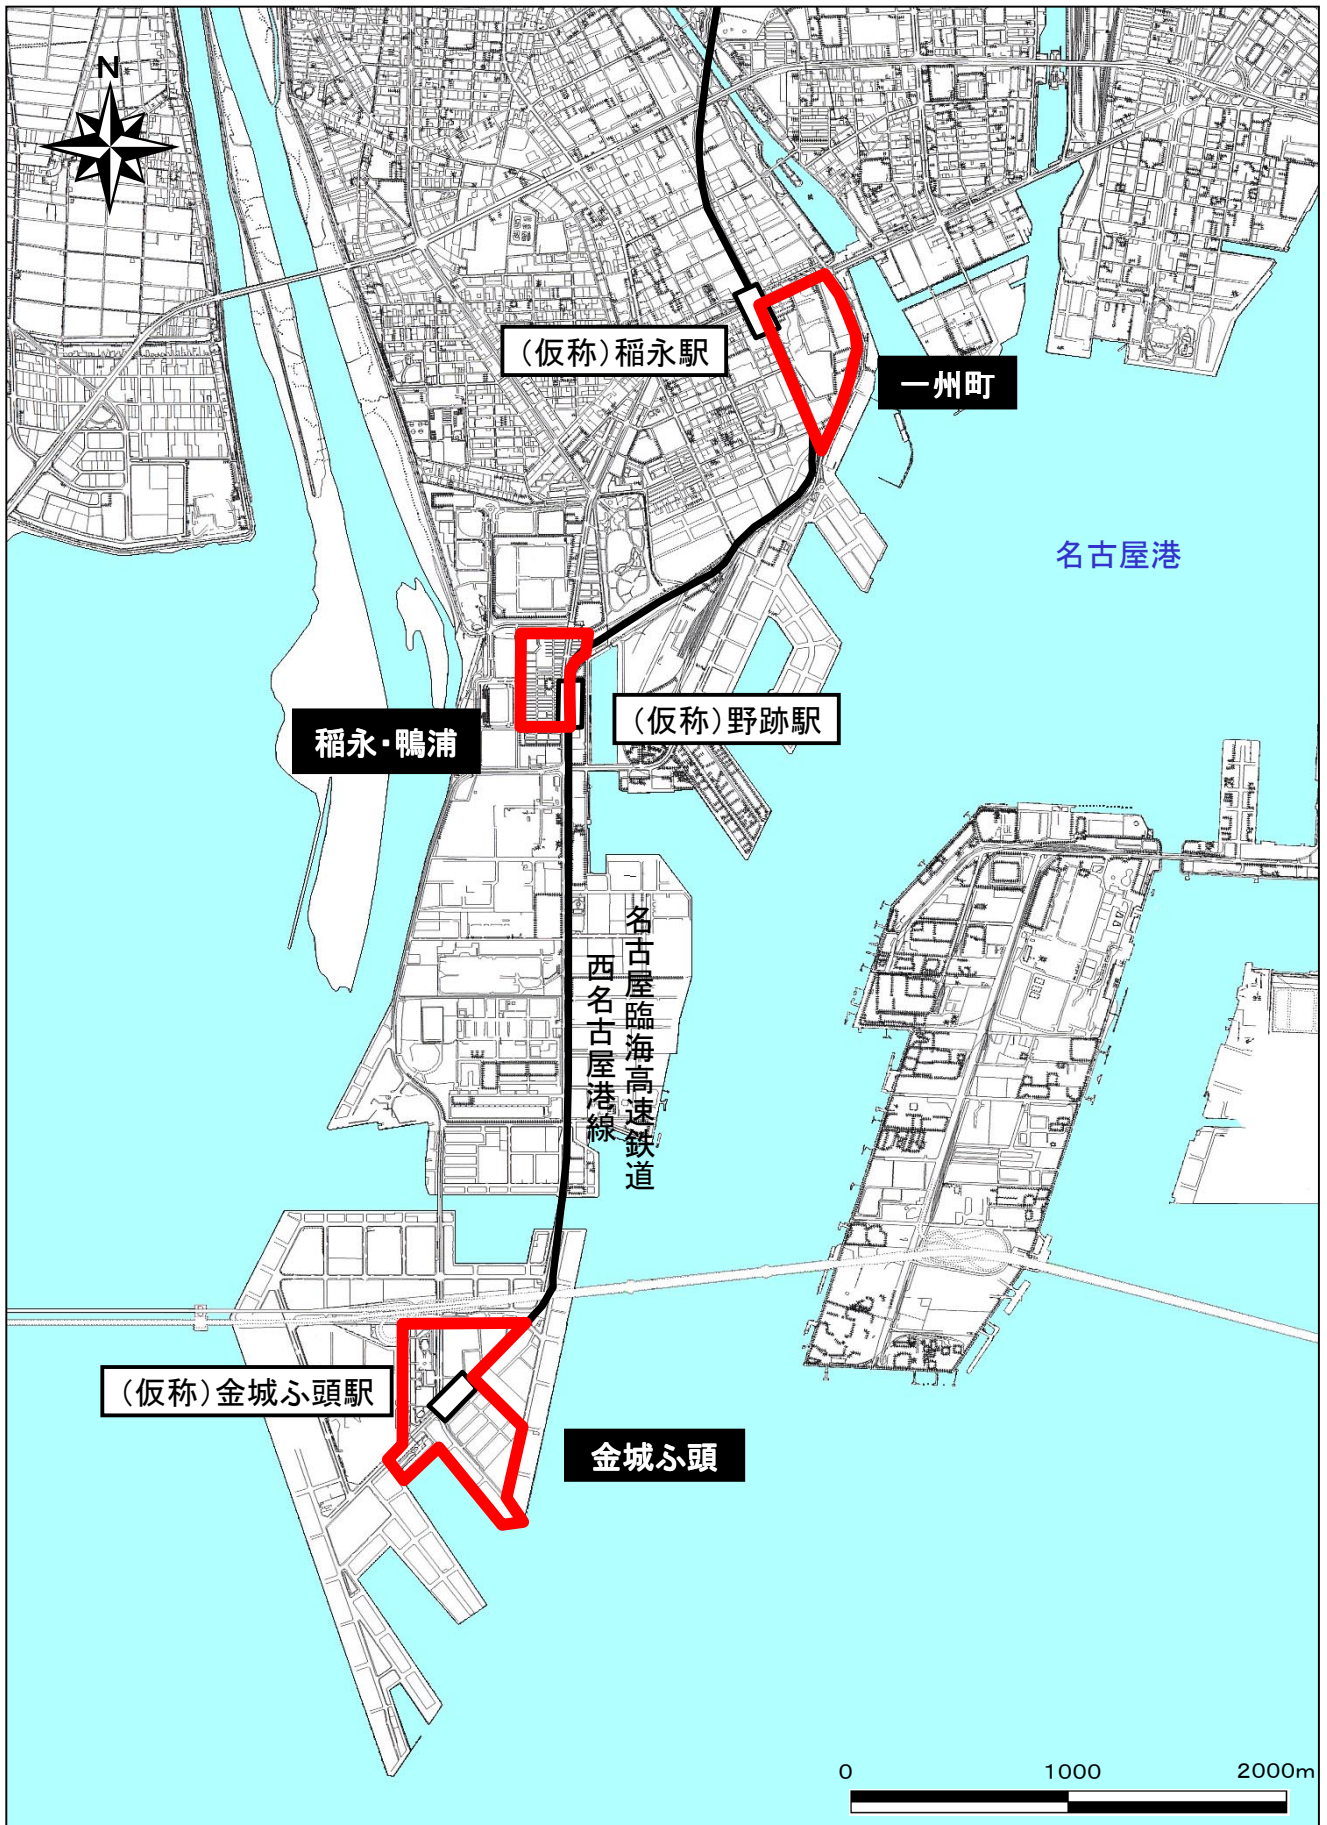 N
（仮称）稲永駅
一州町
名古屋港
（仮称）野跡駅
稲永・鴨浦
名古屋臨海高速鉄道
西名古屋港線
（仮称）金城ふ頭駅
金城ふ頭
0 1000 2000m